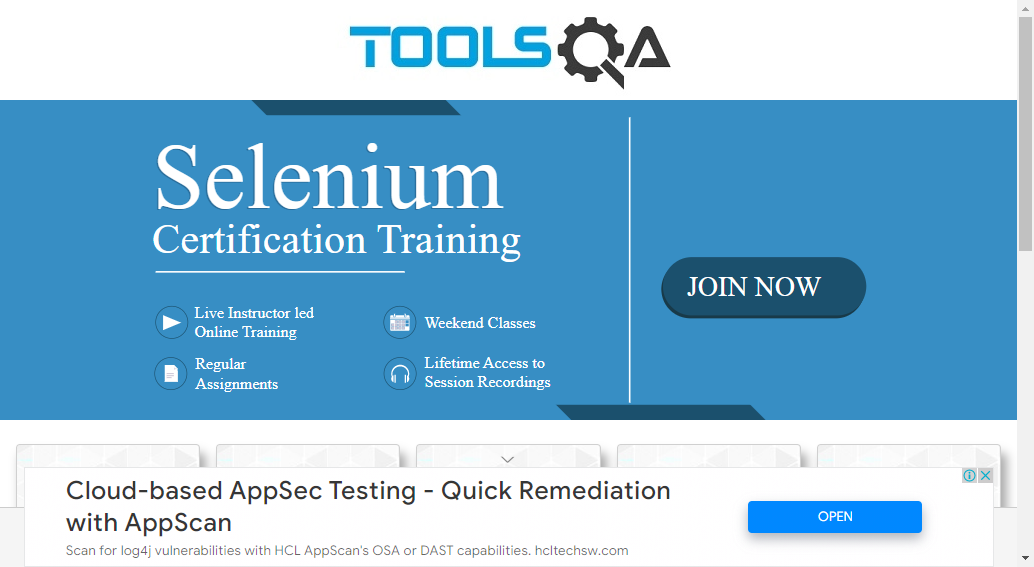 TOOLSQA
Selenium
Certification Training
JOIN NOW
Live Instructor led
Online Training
Weekend Classes
Regular
Assignments
Lifetime Access to
Session Recordings
Cloud-based AppSec Testing - Quick Remediation
with AppScan
OPEN
Scan for log4j vulnerabilities with HCL AppScan's OSA or DAST capabilities. hcltechsw.com